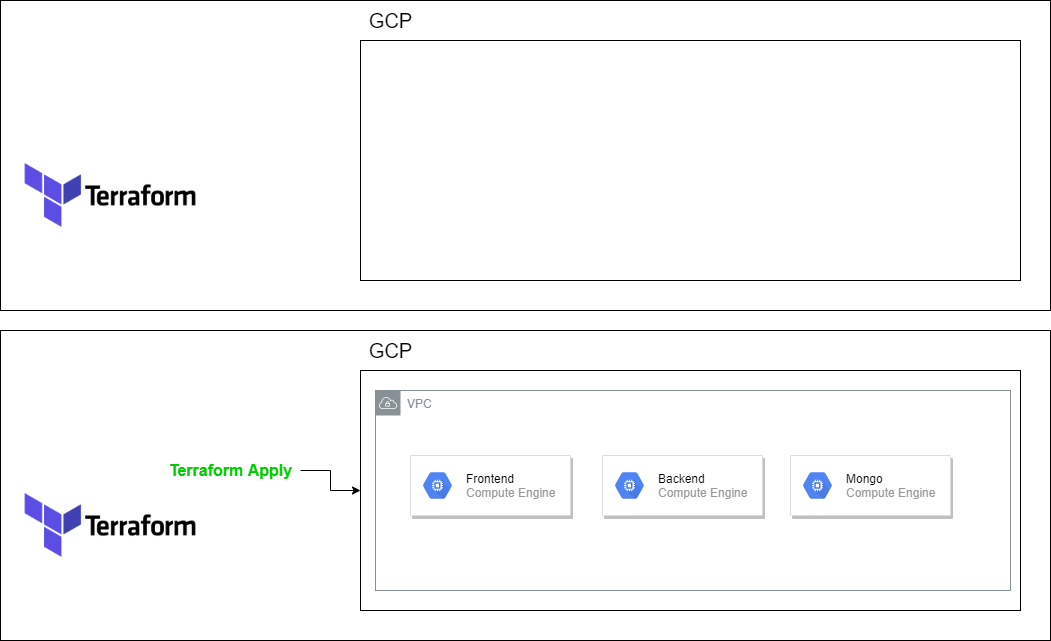 GCP
Terraform
GCP
VPC
Terraform Apply
Frontend
Compute Engine
Backend
Compute Engine
Mongo
Compute Engine
Terraform